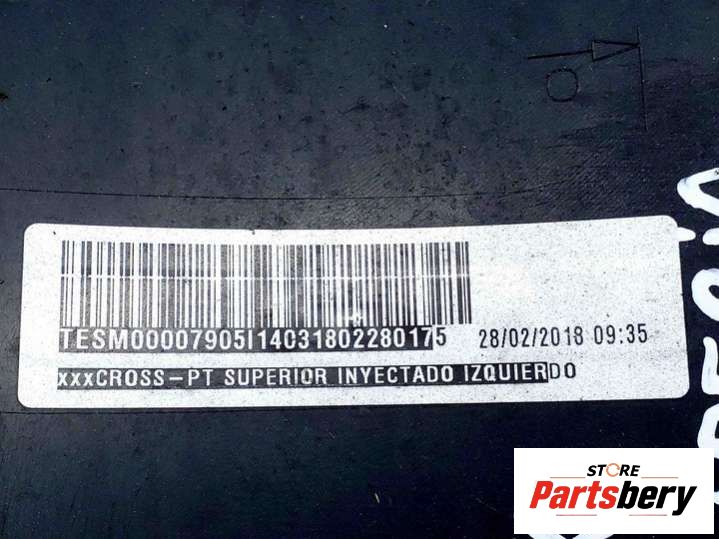 TESM00007905I14031802280175 28/02/2018 09:35
xxxCROSS-PT SUPERIOR INYECTADO IZQUIERDO
STORE
Partsbery